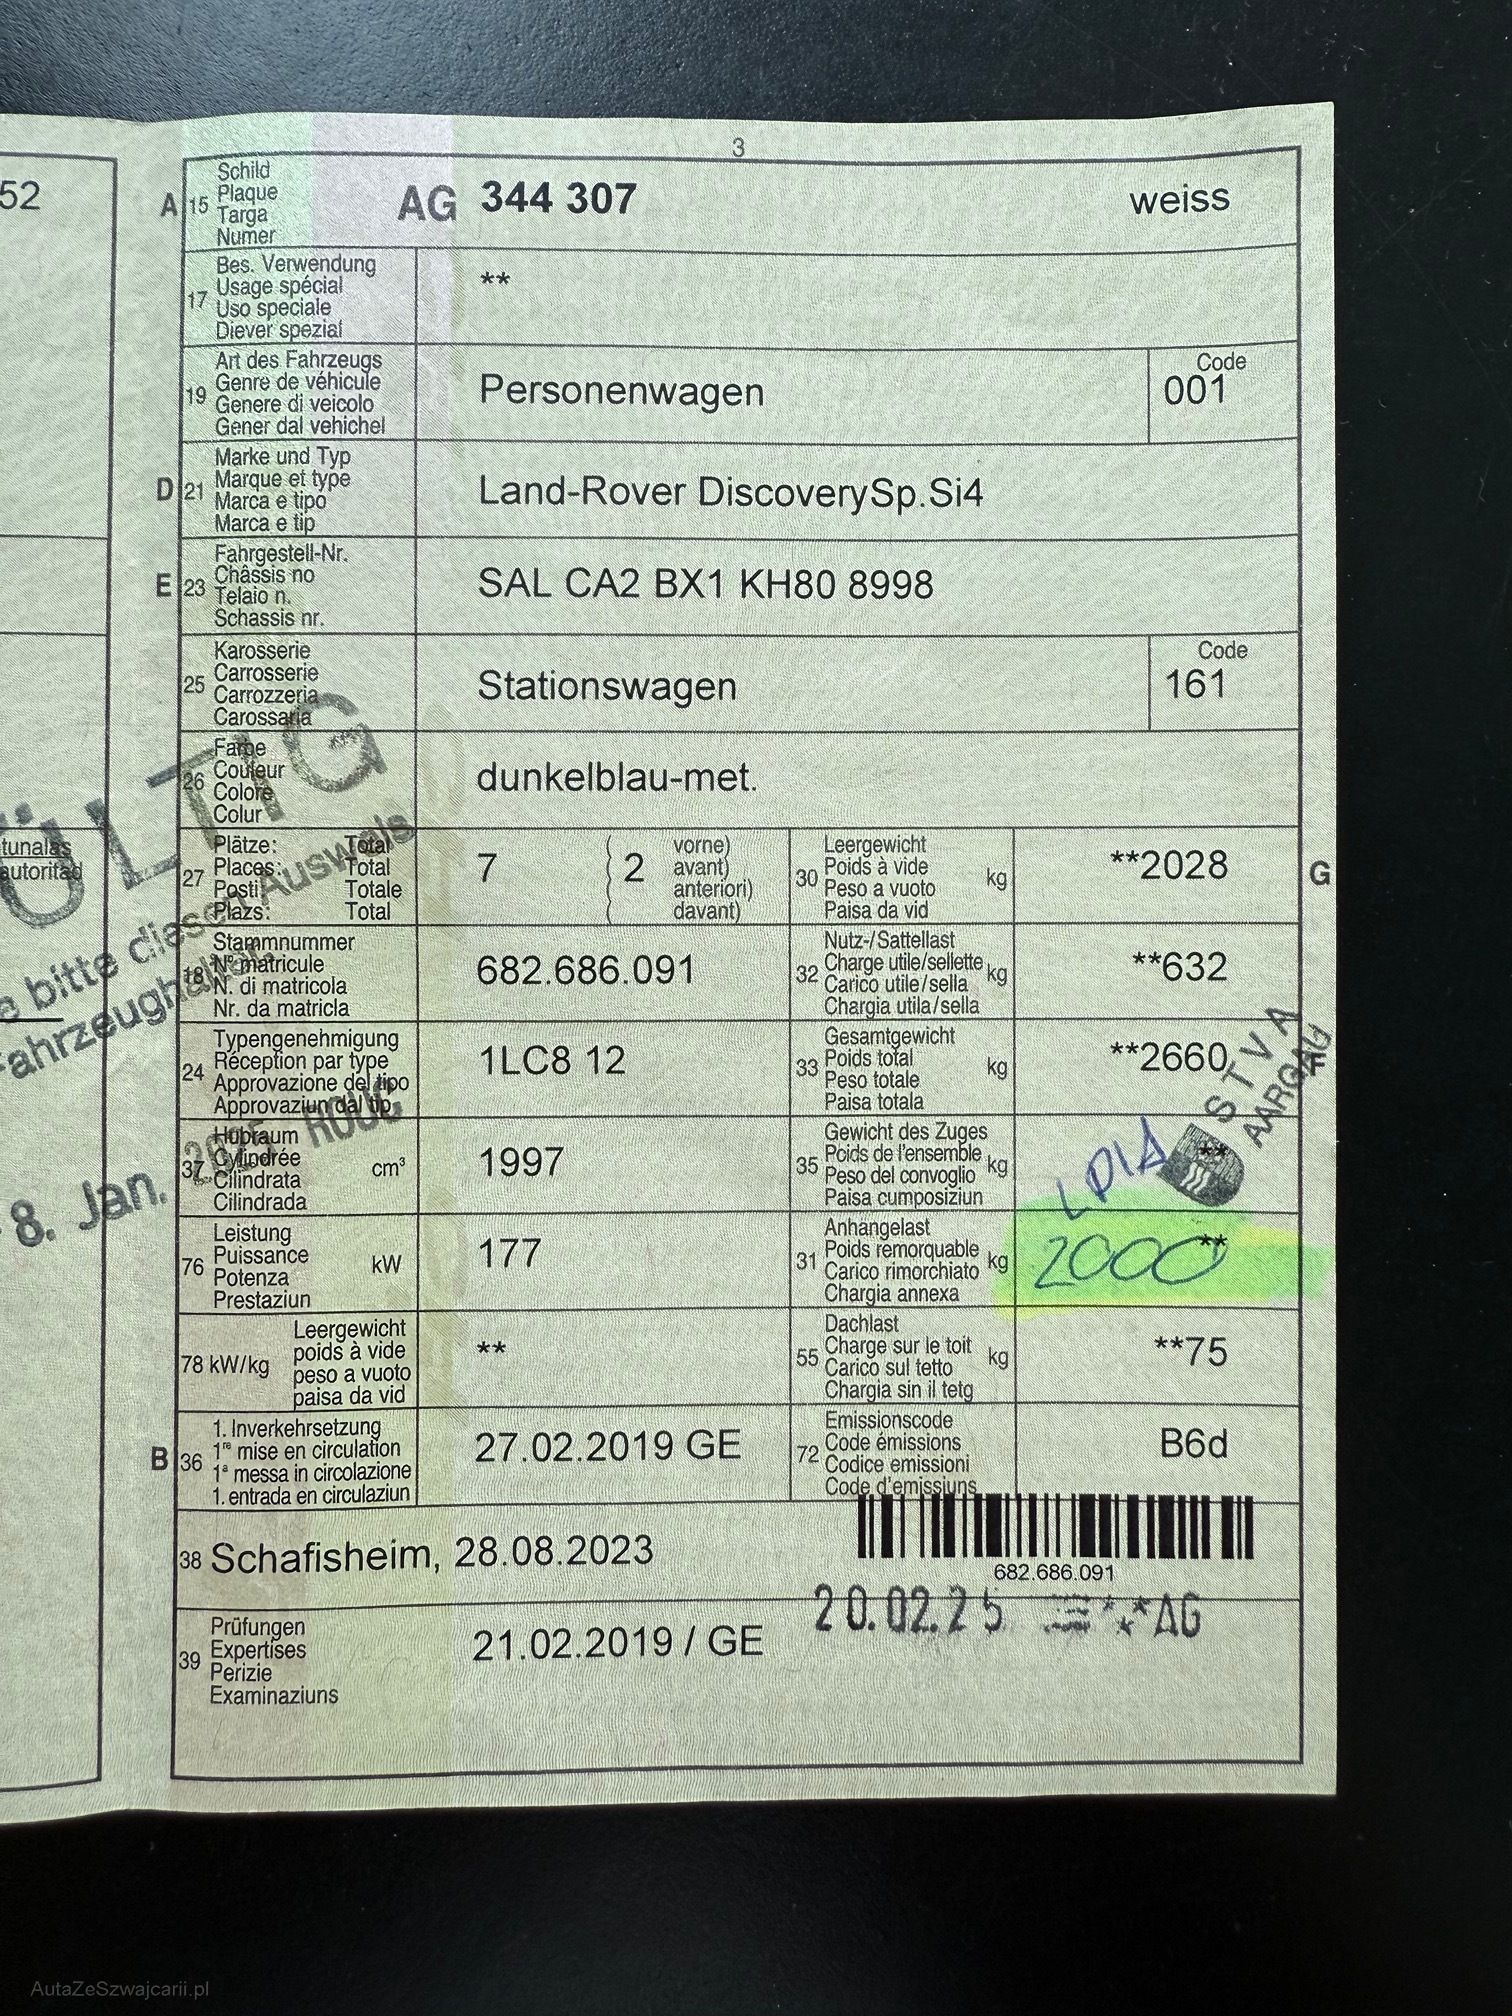 3
52
A 15 Schild
Plaque
Targa
Numer
AG 344 307 weiss
17 Bes. Verwendung
Usage spécial
Uso speciale
Diever spezial
**
19 Art des Fahrzeugs
Genre de véhicule
Genere di veicolo
Gener dal vehichel
Personenwagen
Code
001
D 21 Marke und Typ
Marque et type
Marca e tipo
Marca e tip
Land-Rover DiscoverySp.Si4
E 23 Fahrgestell-Nr.
Châssis no
Telaio n.
Schassis nr.
SAL CA2 BX1 KH80 8998
25 Karosserie
Carrosserie
Carrozzeria
Carossaria
Stationswagen
Code
161
26 Farbe
Couleur
Colore
Colur
dunkelblau-met.
27 Plätze: Total
Places: Total
Posti Totale
Plazs: Total
7
2
vorne)
avant)
anteriori)
davant)
30 Leergewicht
Poids à vide
Peso a vuoto
Paisa da vid
kg
**2028
G
18 Stammnummer
N° matricule
N. di matricola
Nr. da matricla
682.686.091
32 Nutz-/Sattellast
Charge utile/sellette
Carico utile/sella
Chargia utila/sella
kg
**632
24 Typengenehmigung
Réception par type
Approvazione del tipo
Approvaziun dal tip
1LC8 12
33 Gesamtgewicht
Poids total
Peso totale
Paisa totala
kg
**2660
F
37 Hubraum
Cylindrée
Cilindrata
Cilindrada
cm³
1997
35 Gewicht des Zuges
Poids de l'ensemble
Peso del convoglio
Paisa cumposiziun
kg
**
76 Leistung
Puissance
Potenza
Prestaziun
kW
177
31 Anhängelast
Poids remorquable
Carico rimorchiato
Chargia annexa
kg
**
2000
78 kW/kg
Leergewicht
poids à vide
peso a vuoto
paisa da vid
**
55 Dachlast
Charge sur le toit
Carico sul tetto
Chargia sin il tetg
kg
**75
B 36 1. Inverkehrsetzung
1re mise en circulation
1a messa in circolazione
1. entrada en circulaziun
27.02.2019 GE
72 Emissionscode
Code émissions
Codice emissioni
Code d'emissiuns
B6d
38 Schafisheim, 28.08.2023
682.686.091
20.02.25 AG
39 Prüfungen
Expertises
Perizie
Examinaziuns
21.02.2019 / GE
tunalas
autoritad
ÜLTIG
e bitte diesen Ausweis
Fahrzeughalter.
8. Jan. 2025 ROUC
STVA
AARGAU
AutaZeSzwajcarii.pl